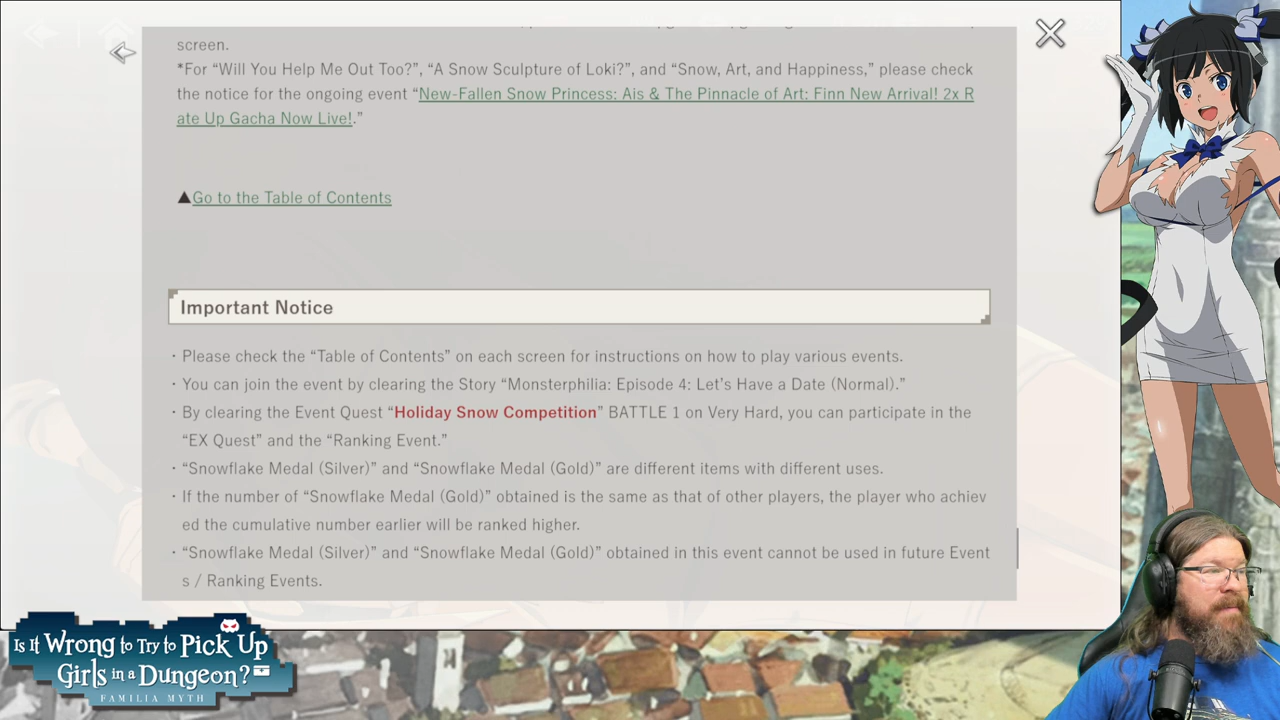 screen.
*For “Will You Help Me Out Too?”, “A Snow Sculpture of Loki?”, and “Snow, Art, and Happiness,” please check
the notice for the ongoing event “New-Fallen Snow Princess: Ais & The Pinnacle of Art: Finn New Arrival! 2x R
ate Up Gacha Now Live!.”
▲Go to the Table of Contents
Important Notice
・Please check the “Table of Contents” on each screen for instructions on how to play various events.
・You can join the event by clearing the Story “Monsterphilia: Episode 4: Let’s Have a Date (Normal).”
・By clearing the Event Quest “Holiday Snow Competition” BATTLE 1 on Very Hard, you can participate in the
“EX Quest” and the “Ranking Event.”
・“Snowflake Medal (Silver)” and “Snowflake Medal (Gold)” are different items with different uses.
・If the number of “Snowflake Medal (Gold)” obtained is the same as that of other players, the player who achiev
ed the cumulative number earlier will be ranked higher.
・“Snowflake Medal (Silver)” and “Snowflake Medal (Gold)” obtained in this event cannot be used in future Event
s / Ranking Events.
Is It Wrong to Try to Pick Up
Girls in a Dungeon?
FAMILIA MYTH